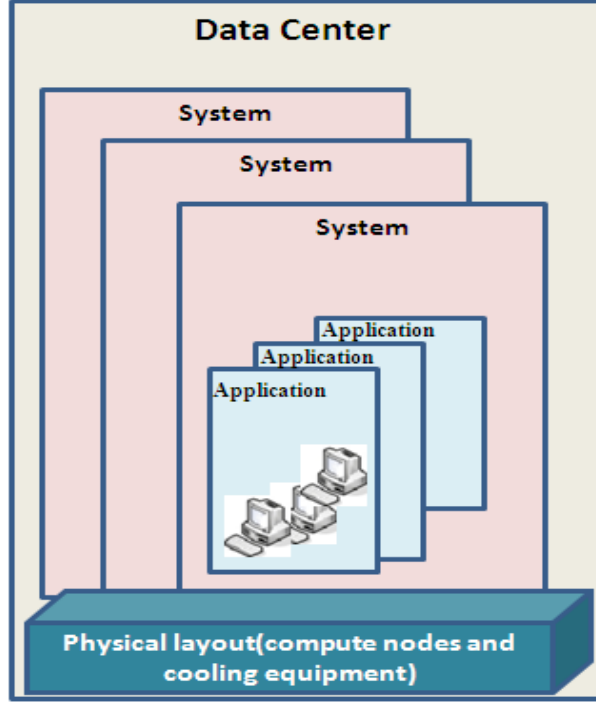 Data Center
System
System
System
Application
Application
Application
Physical layout(compute nodes and
cooling equipment)